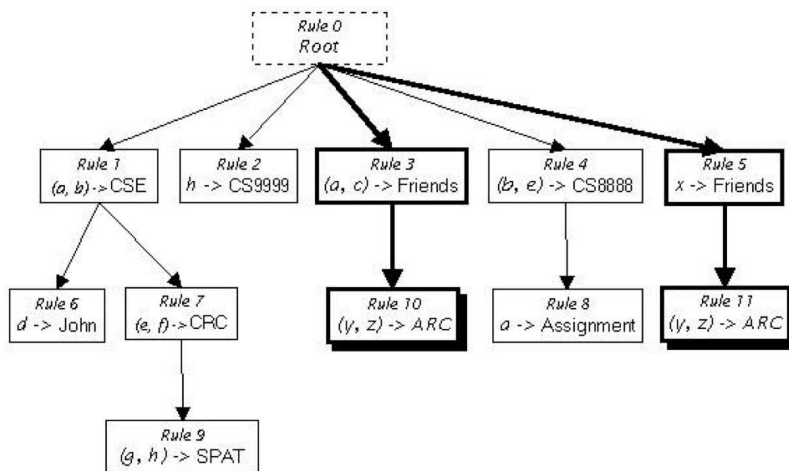 Rule 0
Root
Rule 1
(a, b)->CSE
Rule 2
h -> CS9999
Rule 3
(a, c) -> Friends
Rule 4
(b, e) -> CS8888
Rule 5
x -> Friends
Rule 6
d -> John
Rule 7
(e, f)->CRC
Rule 10
(y, z) -> ARC
Rule 8
a -> Assignment
Rule 11
(y, z) -> ARC
Rule 9
(g, h) -> SPAT